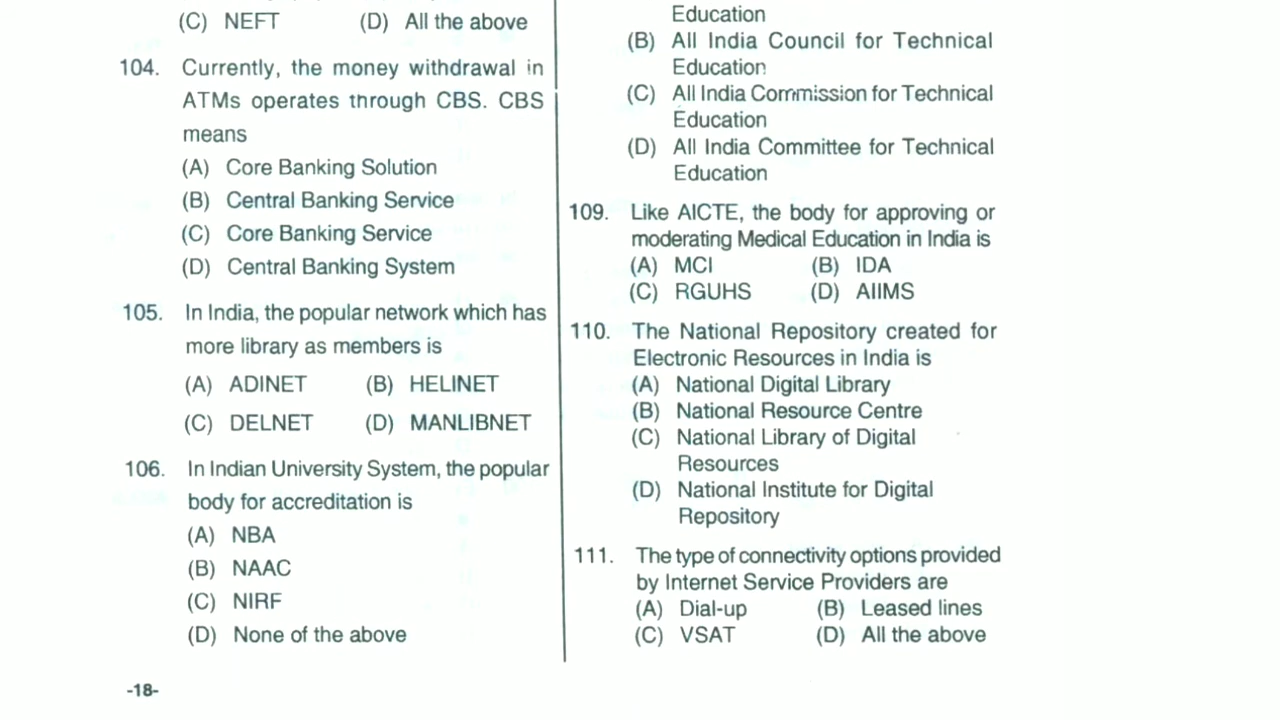 (C) NEFT (D) All the above
104. Currently, the money withdrawal in
ATMs operates through CBS. CBS
means
(A) Core Banking Solution
(B) Central Banking Service
(C) Core Banking Service
(D) Central Banking System
105. In India, the popular network which has
more library as members is
(A) ADINET (B) HELINET
(C) DELNET (D) MANLIBNET
106. In Indian University System, the popular
body for accreditation is
(A) NBA
(B) NAAC
(C) NIRF
(D) None of the above
-18-
Education
(B) All India Council for Technical
Education
(C) All India Commission for Technical
Education
(D) All India Committee for Technical
Education
109. Like AICTE, the body for approving or
moderating Medical Education in India is
(A) MCI (B) IDA
(C) RGUHS (D) AIIMS
110. The National Repository created for
Electronic Resources in India is
(A) National Digital Library
(B) National Resource Centre
(C) National Library of Digital
Resources
(D) National Institute for Digital
Repository
111. The type of connectivity options provided
by Internet Service Providers are
(A) Dial-up (B) Leased lines
(C) VSAT (D) All the above